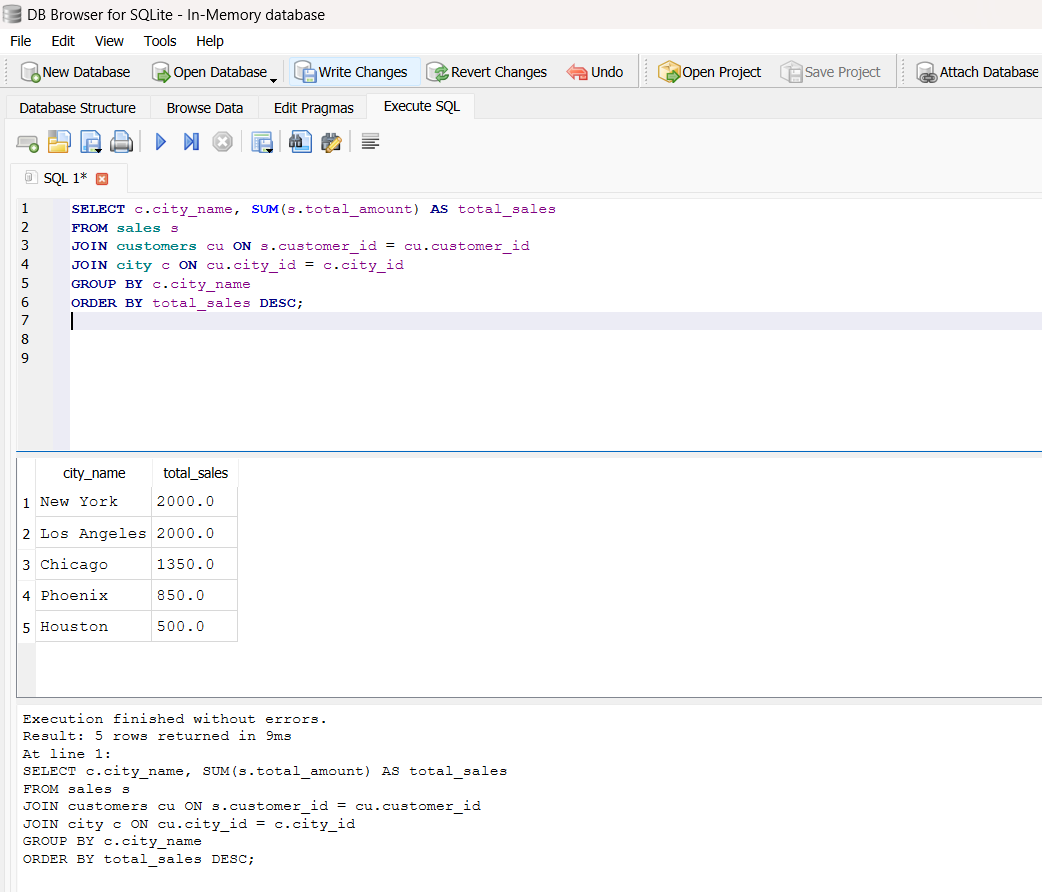 DB Browser for SQLite - In-Memory database
File Edit View Tools Help
New Database Open Database Write Changes Revert Changes Undo Open Project Save Project Attach Database
Database Structure Browse Data Edit Pragmas Execute SQL
SQL 1*
1 SELECT c.city_name, SUM(s.total_amount) AS total_sales
2 FROM sales s
3 JOIN customers cu ON s.customer_id = cu.customer_id
4 JOIN city c ON cu.city_id = c.city_id
5 GROUP BY c.city_name
6 ORDER BY total_sales DESC;
7
8
9
city_name total_sales
1 New York 2000.0
2 Los Angeles 2000.0
3 Chicago 1350.0
4 Phoenix 850.0
5 Houston 500.0
Execution finished without errors.
Result: 5 rows returned in 9ms
At line 1:
SELECT c.city_name, SUM(s.total_amount) AS total_sales
FROM sales s
JOIN customers cu ON s.customer_id = cu.customer_id
JOIN city c ON cu.city_id = c.city_id
GROUP BY c.city_name
ORDER BY total_sales DESC;